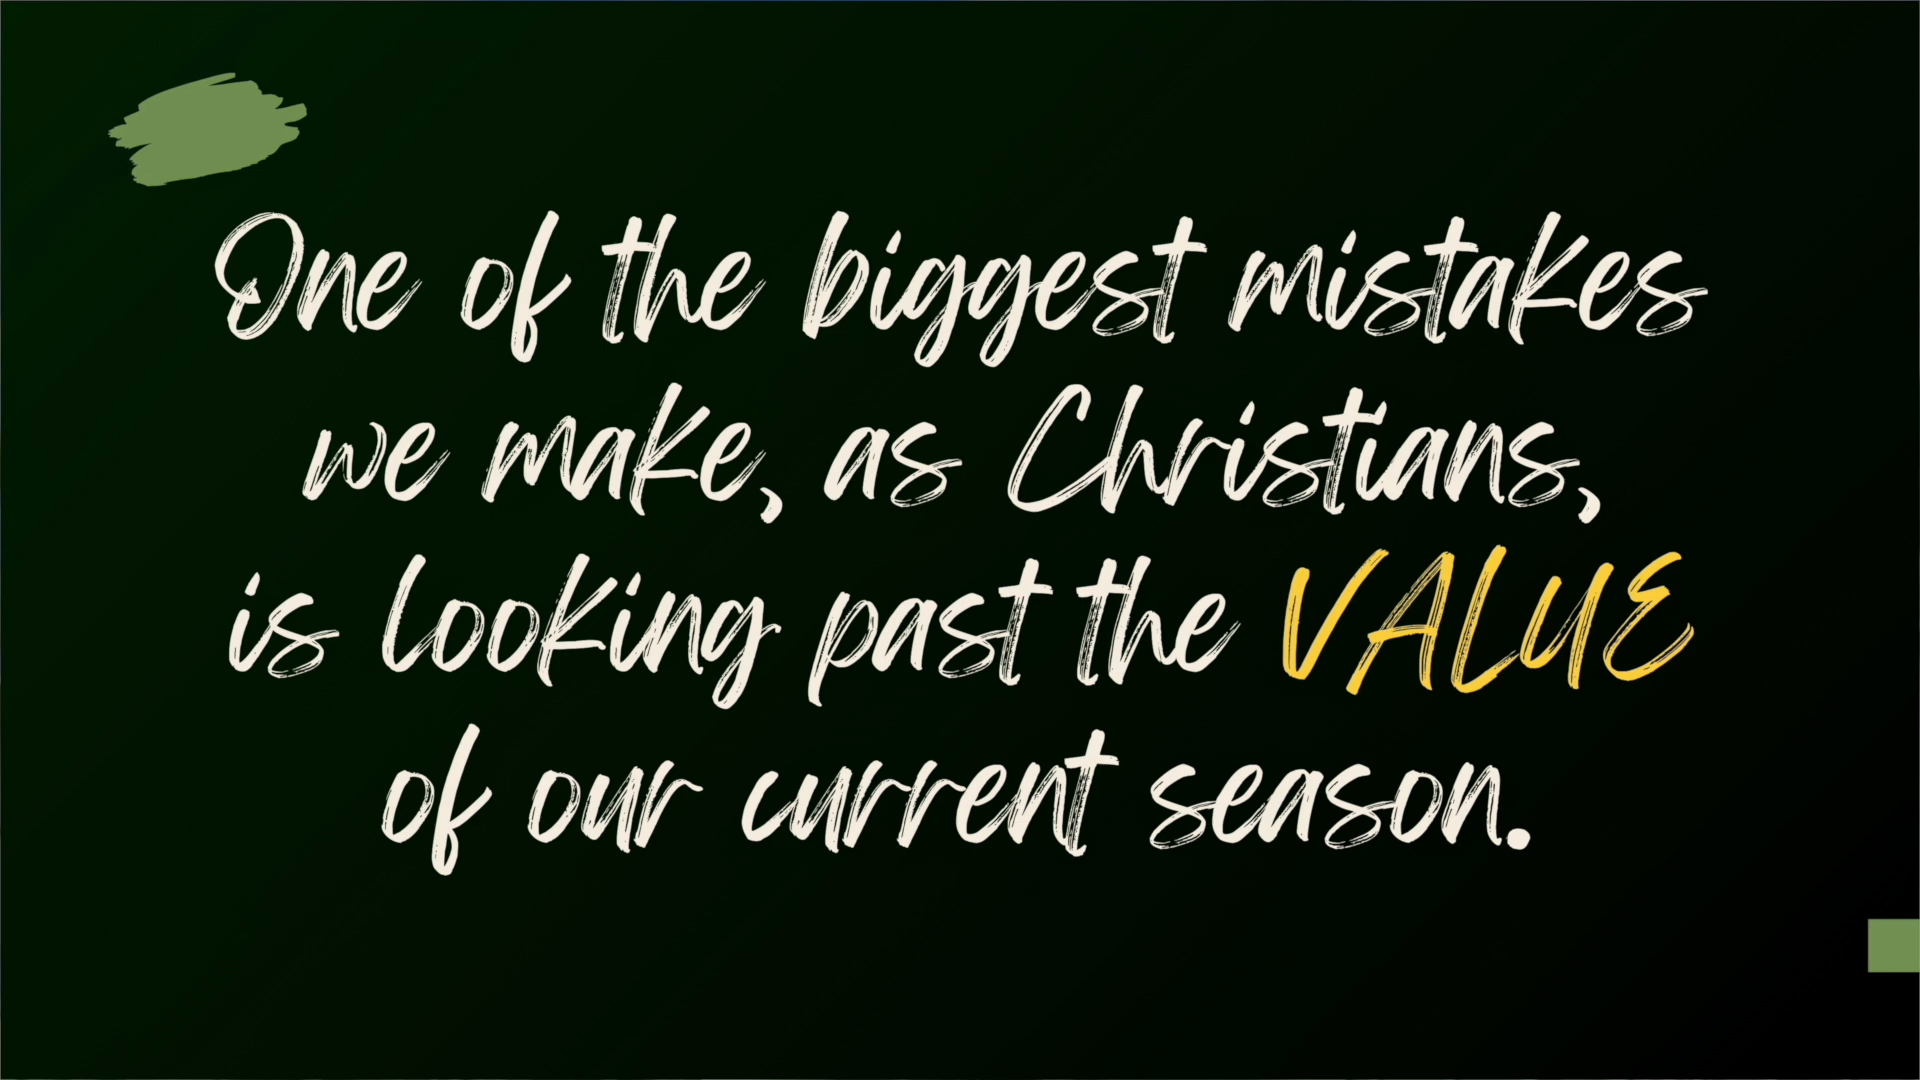 One of the biggest mistakes
we make, as Christians,
is looking past the VALUE
of our current season.